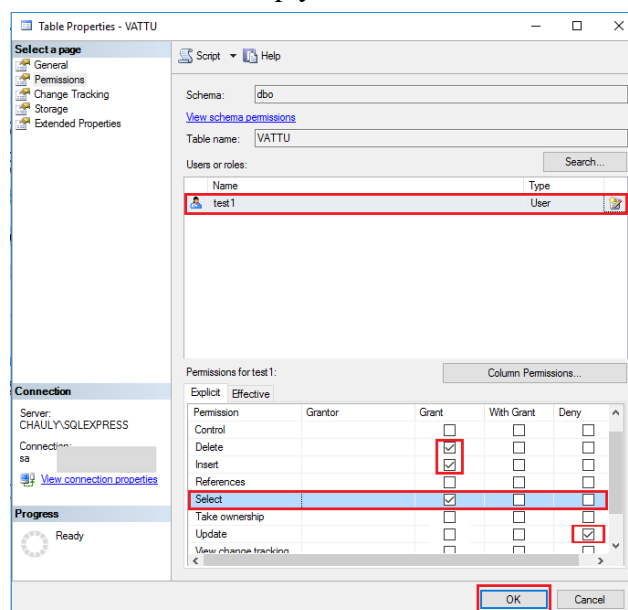 Table Properties - VATTU
Select a page
General
Permissions
Change Tracking
Storage
Extended Properties
Script
Help
Schema: dbo
View schema permissions
Table name: VATTU
Users or roles: Search...
Name Type
test1 User
Permissions for test1: Column Permissions...
Explicit Effective
Permission Grantor Grant With Grant Deny
Control
Delete
Insert
References
Select
Take ownership
Update
View change tracking
Connection
Server:
CHAULY\SQLEXPRESS
Connection:
sa
View connection properties
Progress
Ready
OK Cancel